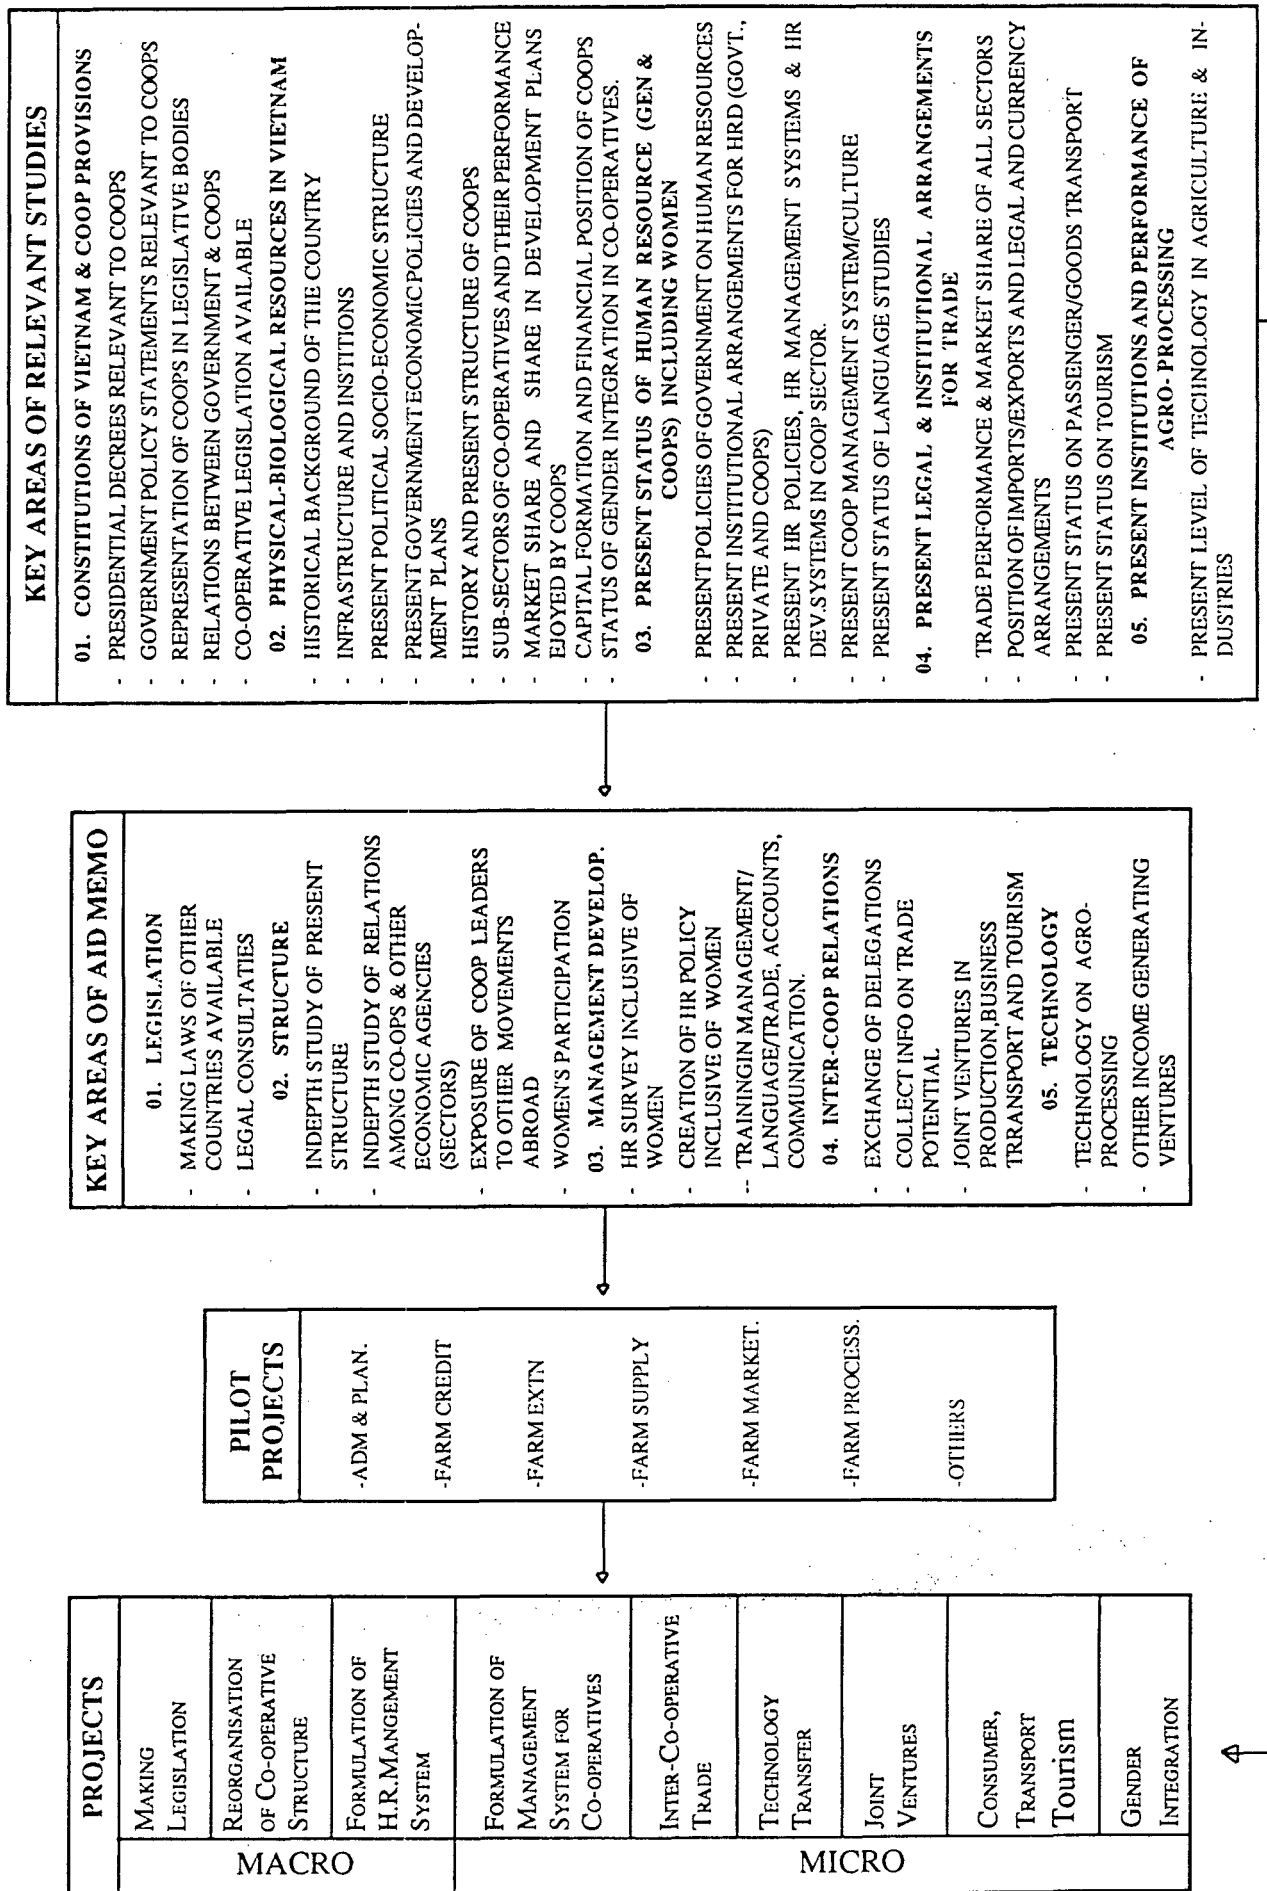 PROJECTS
MACRO
MAKING
LEGISLATION
REORGANISATION
OF CO-OPERATIVE
STRUCTURE
FORMULATION OF
H.R.MANGEMENT
SYSTEM
MICRO
FORMULATION OF
MANAGEMENT
SYSTEM FOR
CO-OPERATIVES
INTER-CO-OPERATIVE
TRADE
TECHNOLOGY
TRANSFER
JOINT
VENTURES
CONSUMER,
TRANSPORT
Tourism
GENDER
INTEGRATION
PILOT
PROJECTS
-ADM & PLAN.
-FARM CREDIT
-FARM EXTN
-FARM SUPPLY
-FARM MARKET.
-FARM PROCESS.
-OTHERS
KEY AREAS OF AID MEMO
01. LEGISLATION
- MAKING LAWS OF OTHER
COUNTRIES AVAILABLE
- LEGAL CONSULTATIES
02. STRUCTURE
- INDEPTH STUDY OF PRESENT
STRUCTURE
- INDEPTH STUDY OF RELATIONS
AMONG CO-OPS & OTHER
ECONOMIC AGENCIES
(SECTORS)
- EXPOSURE OF COOP LEADERS
TO OTHER MOVEMENTS
ABROAD
- WOMEN'S PARTICIPATION
03. MANAGEMENT DEVELOP.
- HR SURVEY INCLUSIVE OF
WOMEN
- CREATION OF HR POLICY
INCLUSIVE OF WOMEN
-- TRAININGIN MANAGEMENT/
LANGUAGE/TRADE, ACCOUNTS,
COMMUNICATION.
04. INTER-COOP RELATIONS
- EXCHANGE OF DELEGATIONS
- COLLECT INFO ON TRADE
POTENTIAL
- JOINT VENTURES IN
PRODUCTION,BUSINESS
TRRANSPORT AND TOURISM
05. TECHNOLOGY
- TECHNOLOGY ON AGRO-
PROCESSING
- OTHER INCOME GENERATING
VENTURES
KEY AREAS OF RELEVANT STUDIES
01. CONSTITUTIONS OF VIETNAM & COOP PROVISIONS
- PRESIDENTIAL DECREES RELEVANT TO COOPS
- GOVERNMENT POLICY STATEMENTS RELEVANT TO COOPS
- REPRESENTATION OF COOPS IN LEGISLATIVE BODIES
- RELATIONS BETWEEN GOVERNMENT & COOPS
- CO-OPERATIVE LEGISLATION AVAILABLE
02. PHYSICAL-BIOLOGICAL RESOURCES IN VIETNAM
- HISTORICAL BACKGROUND OF THE COUNTRY
- INFRASTRUCTURE AND INSTITIONS
- PRESENT POLITICAL SOCIO-ECONOMIC STRUCTURE
- PRESENT GOVERNMENT ECONOMIC POLICIES AND DEVELOP-
MENT PLANS
- HISTORY AND PRESENT STRUCTURE OF COOPS
- SUB-SECTORS OF CO-OPERATIVES AND THEIR PERFORMANCE
- MARKET SHARE AND SHARE IN DEVELOPMENT PLANS
EJOYED BY COOPS
- CAPITAL FORMATION AND FINANCIAL POSITION OF COOPS
- STATUS OF GENDER INTEGRATION IN CO-OPERATIVES.
03. PRESENT STATUS OF HUMAN RESOURCE (GEN &
COOPS) INCLUDING WOMEN
- PRESENT POLICIES OF GOVERNMENT ON HUMAN RESOURCES
- PRESENT INSTITUTIONAL ARRANGEMENTS FOR HRD (GOVT.,
PRIVATE AND COOPS)
- PRESENT HR POLICIES, HR MANAGEMENT SYSTEMS & HR
DEV.SYSTEMS IN COOP SECTOR.
- PRESENT COOP MANAGEMENT SYSTEM/CULTURE
- PRESENT STATUS OF LANGUAGE STUDIES
04. PRESENT LEGAL & INSTITUTIONAL ARRANGEMENTS
FOR TRADE
- TRADE PERFORMANCE & MARKET SHARE OF ALL SECTORS
- POSITION OF IMPORTS/EXPORTS AND LEGAL AND CURRENCY
ARRANGEMENTS
- PRESENT STATUS ON PASSENGER/GOODS TRANSPORT
- PRESENT STATUS ON TOURISM
05. PRESENT INSTITUTIONS AND PERFORMANCE OF
AGRO-PROCESSING
- PRESENT LEVEL OF TECHNOLOGY IN AGRICULTURE & IN-
DUSTRIES